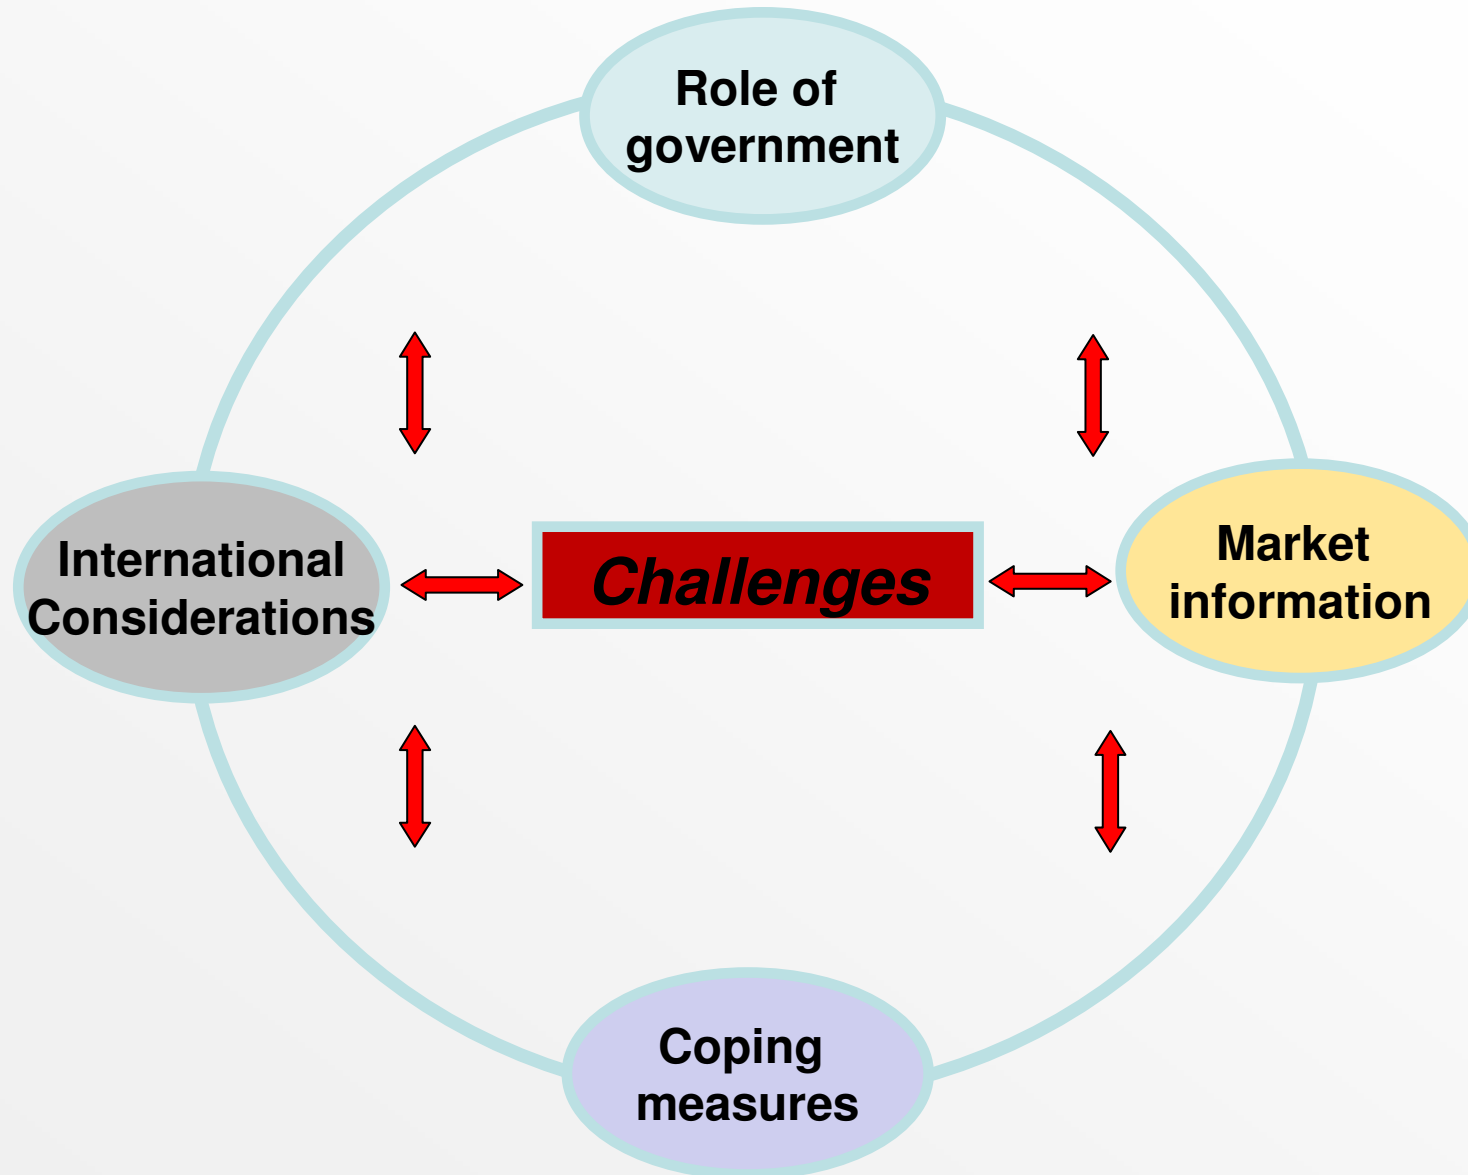 Role of
government
International
Considerations
Challenges
Market
information
Coping
measures